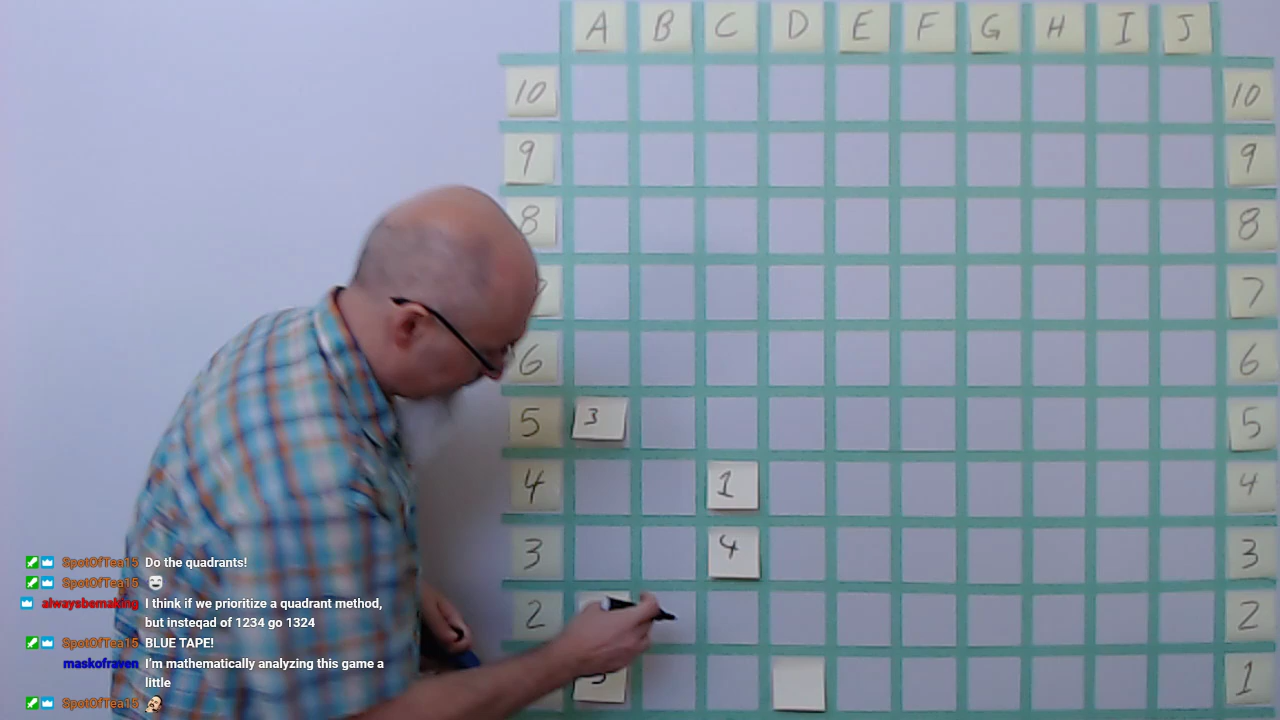 A B C D E F G H I J
10 10
9 9
8 8
7
6 6
5 3 5
4 1 4
3 4 3
2 2
1
SpotOfTea15 Do the quadrants!
SpotOfTea15
alwaysbemaking I think if we prioritize a quadrant method,
but insteqad of 1234 go 1324
SpotOfTea15 BLUE TAPE!
maskofraven I'm mathematically analyzing this game a
little
SpotOfTea15